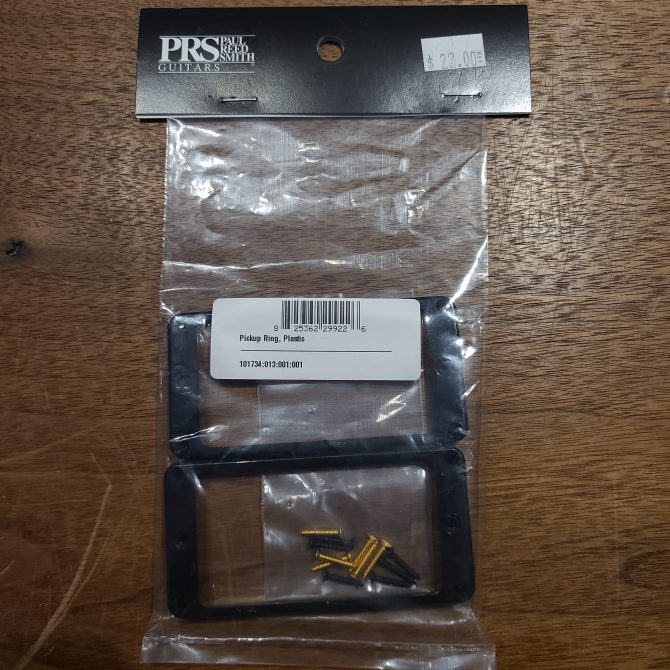 PRS PAUL
REED
SMITH
GUITARS
$ 22.00
8 25362 29922 6
Pickup Ring, Plastic
101734:013:001:001